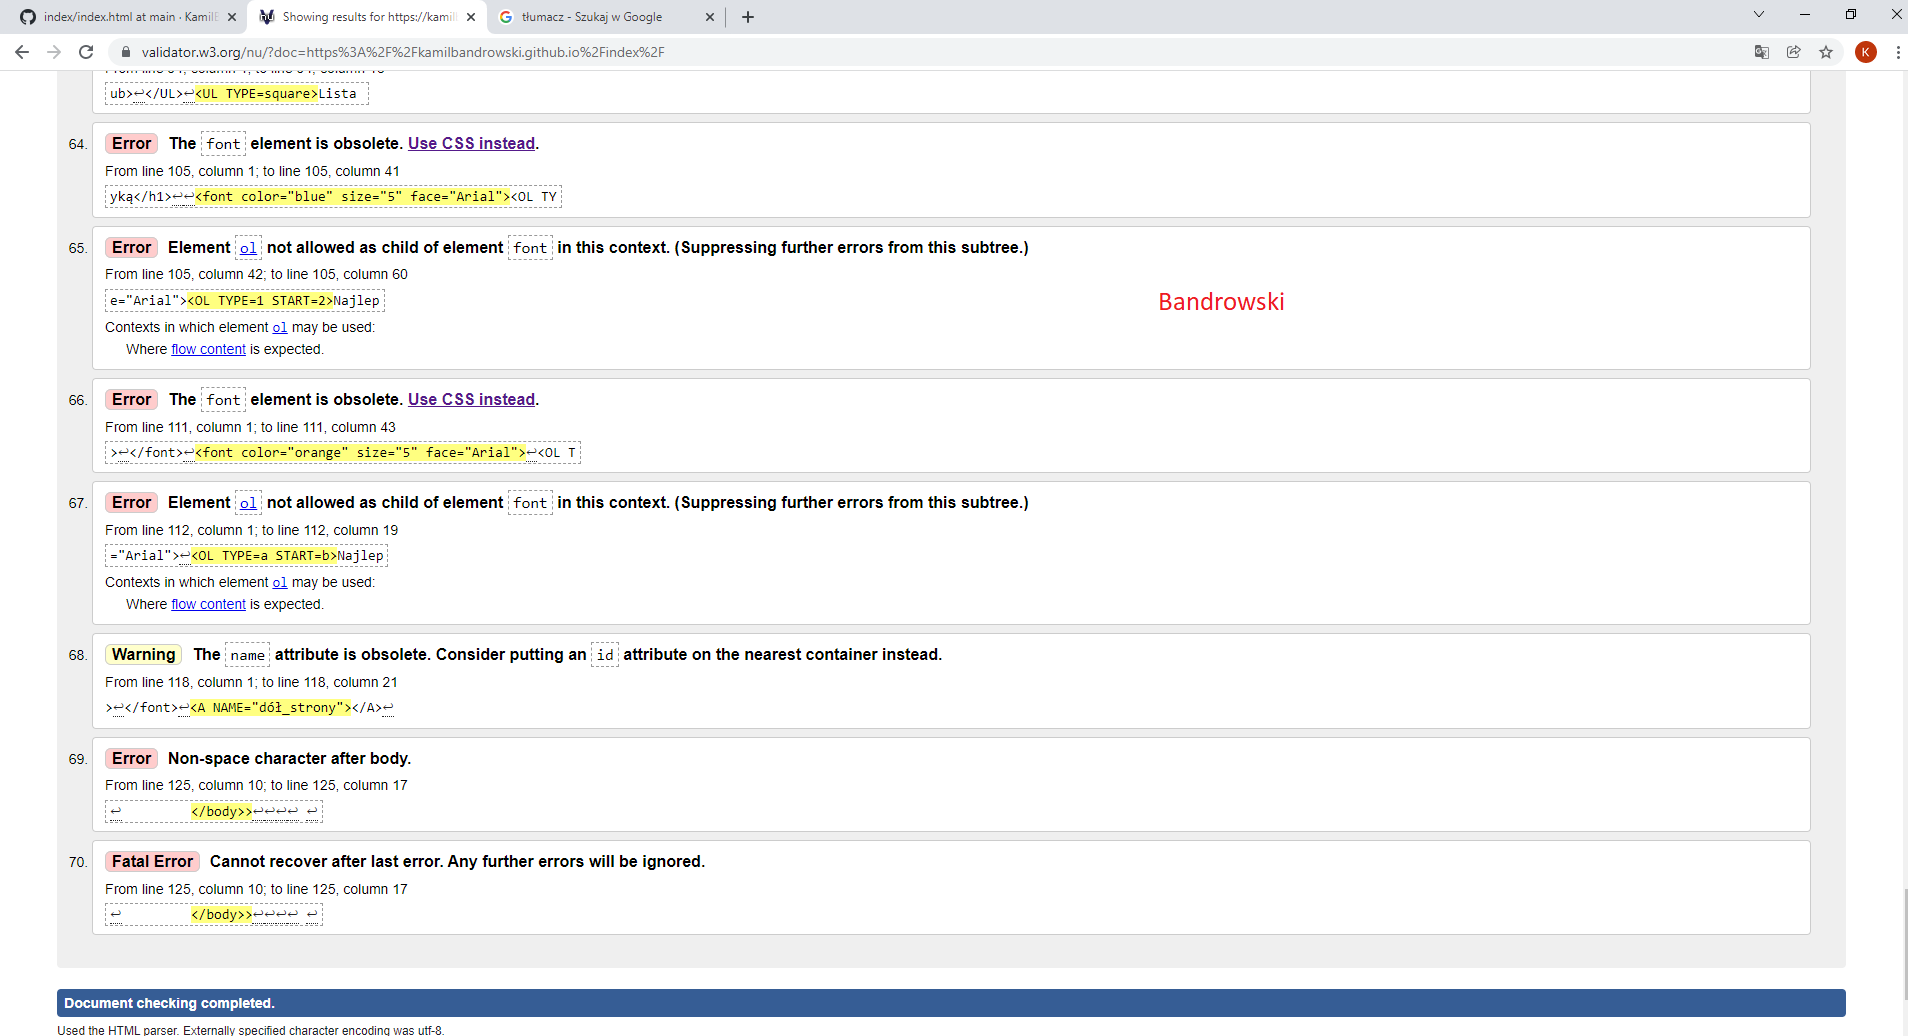 index/index.html at main · KamilB
Showing results for https://kamil
tłumacz - Szukaj w Google
validator.w3.org/nu/?doc=https%3A%2F%2Fkamilbandrowski.github.io%2Findex%2F
K
ub>↩</UL>↩<UL TYPE=square>Lista
64. Error The font element is obsolete. Use CSS instead.
From line 105, column 1; to line 105, column 41
yką</h1>↩↩<font color="blue" size="5" face="Arial"><OL TY
65. Error Element ol not allowed as child of element font in this context. (Suppressing further errors from this subtree.)
From line 105, column 42; to line 105, column 60
e="Arial"><OL TYPE=1 START=2>Najlep
Bandrowski
Contexts in which element ol may be used:
Where flow content is expected.
66. Error The font element is obsolete. Use CSS instead.
From line 111, column 1; to line 111, column 43
>↩</font>↩<font color="orange" size="5" face="Arial">↩<OL T
67. Error Element ol not allowed as child of element font in this context. (Suppressing further errors from this subtree.)
From line 112, column 1; to line 112, column 19
="Arial">↩<OL TYPE=a START=b>Najlep
Contexts in which element ol may be used:
Where flow content is expected.
68. Warning The name attribute is obsolete. Consider putting an id attribute on the nearest container instead.
From line 118, column 1; to line 118, column 21
>↩</font>↩<A NAME="dół_strony"></A>↩
69. Error Non-space character after body.
From line 125, column 10; to line 125, column 17
↩ </body>>↩↩↩↩ ↩
70. Fatal Error Cannot recover after last error. Any further errors will be ignored.
From line 125, column 10; to line 125, column 17
↩ </body>>↩↩↩↩ ↩
Document checking completed.
Used the HTML parser. Externally specified character encoding was utf-8.